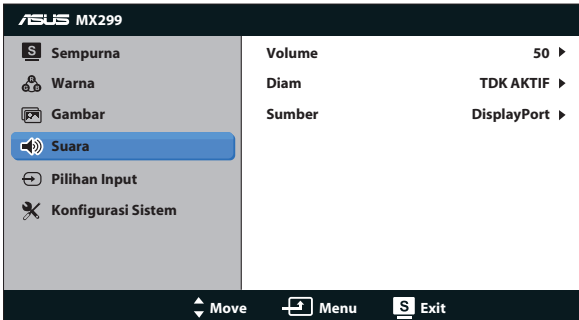 ASUS MX299
S Sempurna
Warna
Gambar
Suara
Pilihan Input
Konfigurasi Sistem
Volume 50
Diam TDK AKTIF
Sumber DisplayPort
Move Menu S Exit